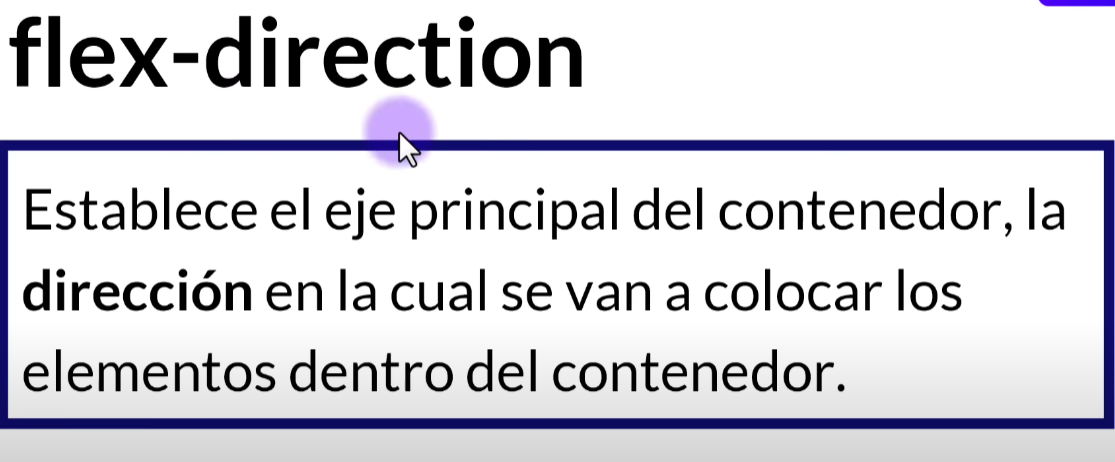 flex-direction
Establece el eje principal del contenedor, la
dirección en la cual se van a colocar los
elementos dentro del contenedor.